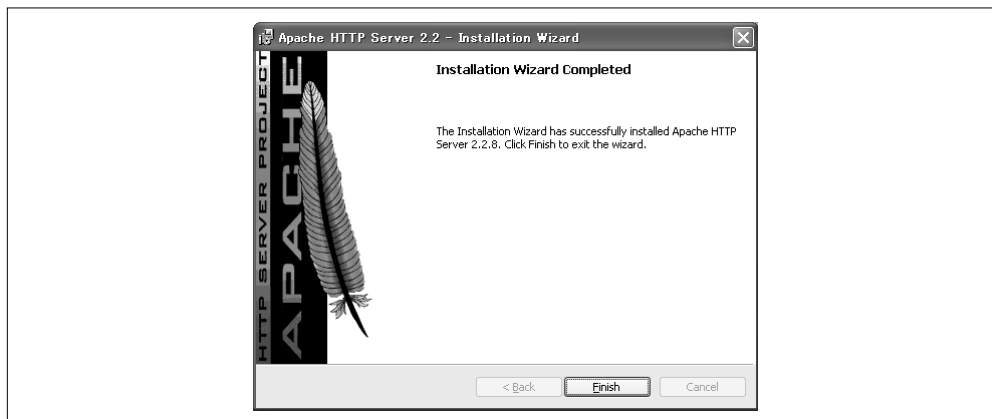 Apache HTTP Server 2.2 - Installation Wizard
HTTP SERVER PROJECT
APACHE
Installation Wizard Completed
The Installation Wizard has successfully installed Apache HTTP
Server 2.2.8. Click Finish to exit the wizard.
< Back
Finish
Cancel